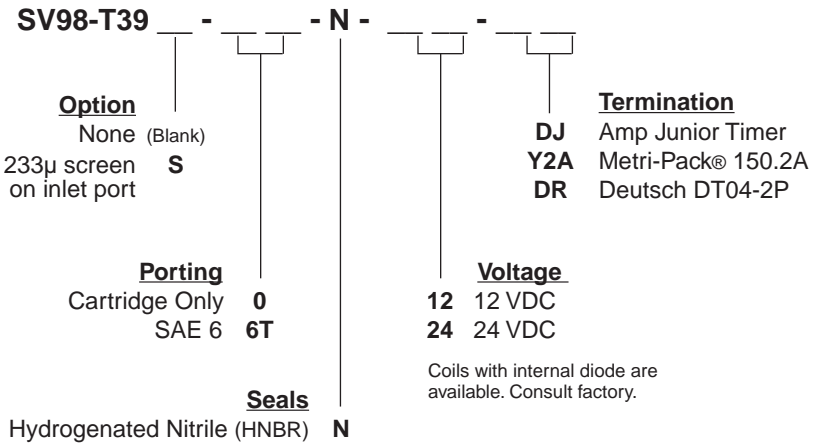 SV98-T39 __ - __ __ - N - __ __ - __ __
Option
None (Blank)
233µ screen S
on inlet port
Termination
DJ Amp Junior Timer
Y2A Metri-Pack® 150.2A
DR Deutsch DT04-2P
Porting
Cartridge Only 0
SAE 6 6T
Voltage
12 12 VDC
24 24 VDC
Coils with internal diode are
available. Consult factory.
Seals
Hydrogenated Nitrile (HNBR) N